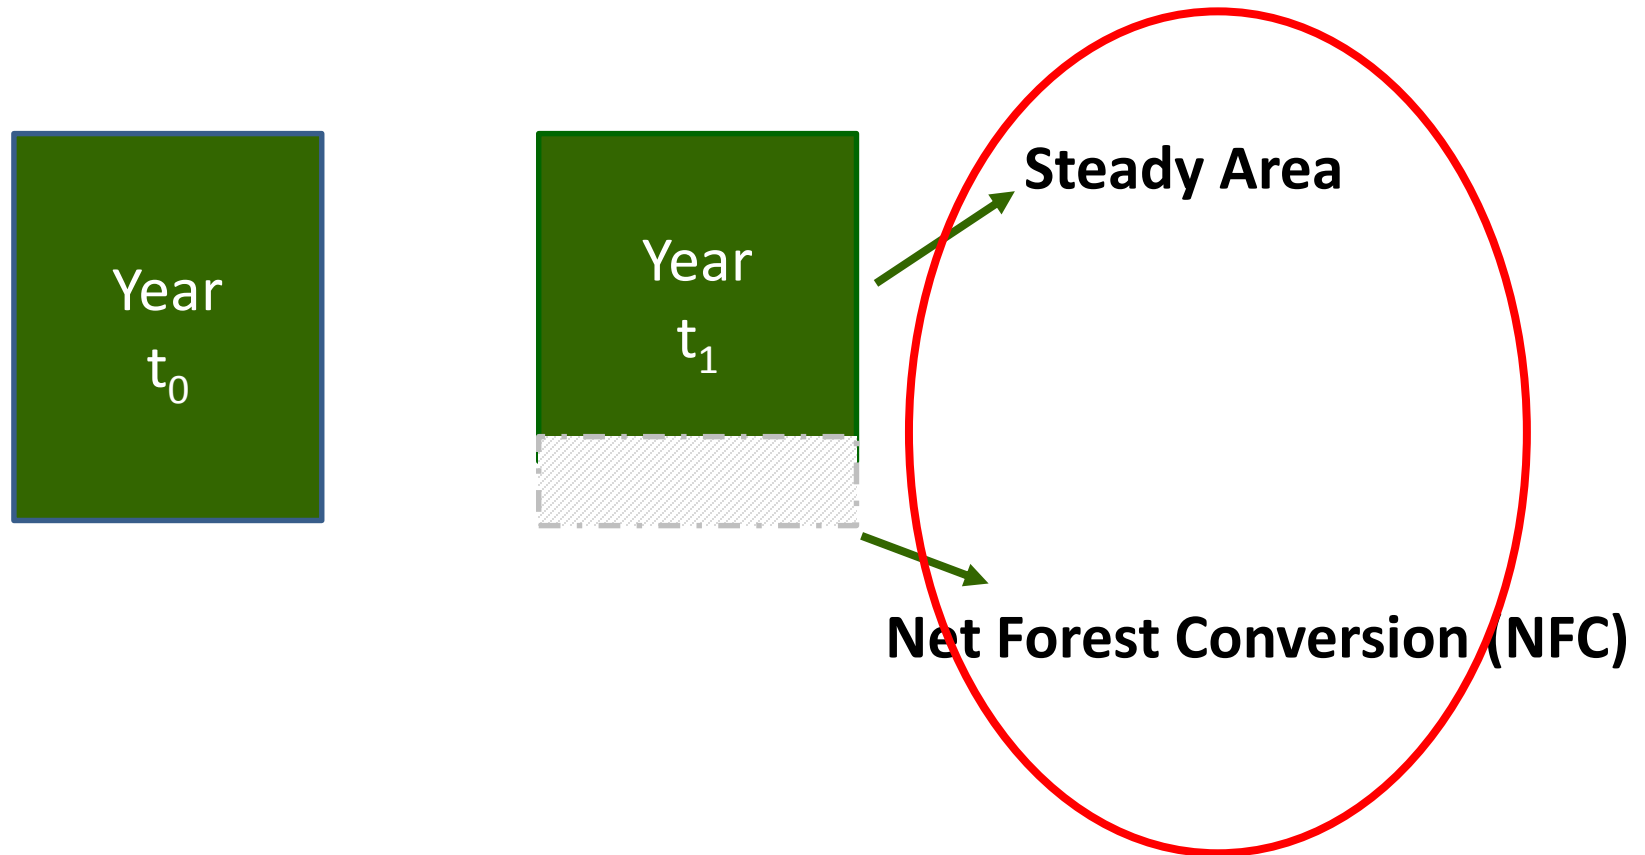 Year
t₀
Year
t₁
Steady Area
Net Forest Conversion (NFC)